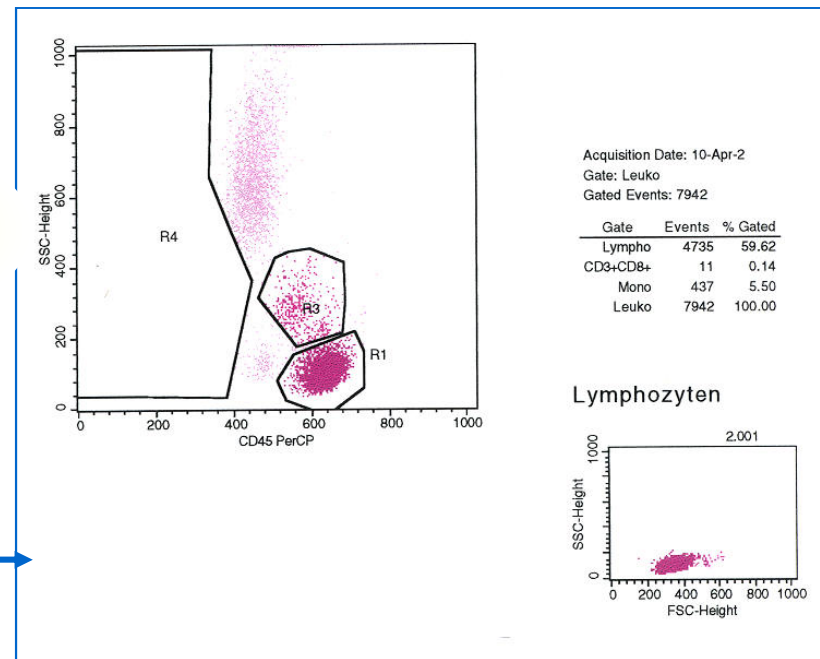 1000
800
600
400
200
0
SSC-Height
R4
R3
R1
0 200 400 600 800 1000
CD45 PerCP
Acquisition Date: 10-Apr-2
Gate: Leuko
Gated Events: 7942
Gate Events % Gated
Lympho 4735 59.62
CD3+CD8+ 11 0.14
Mono 437 5.50
Leuko 7942 100.00
Lymphozyten
2.001
1000
0
SSC-Height
0 200 400 600 800 1000
FSC-Height